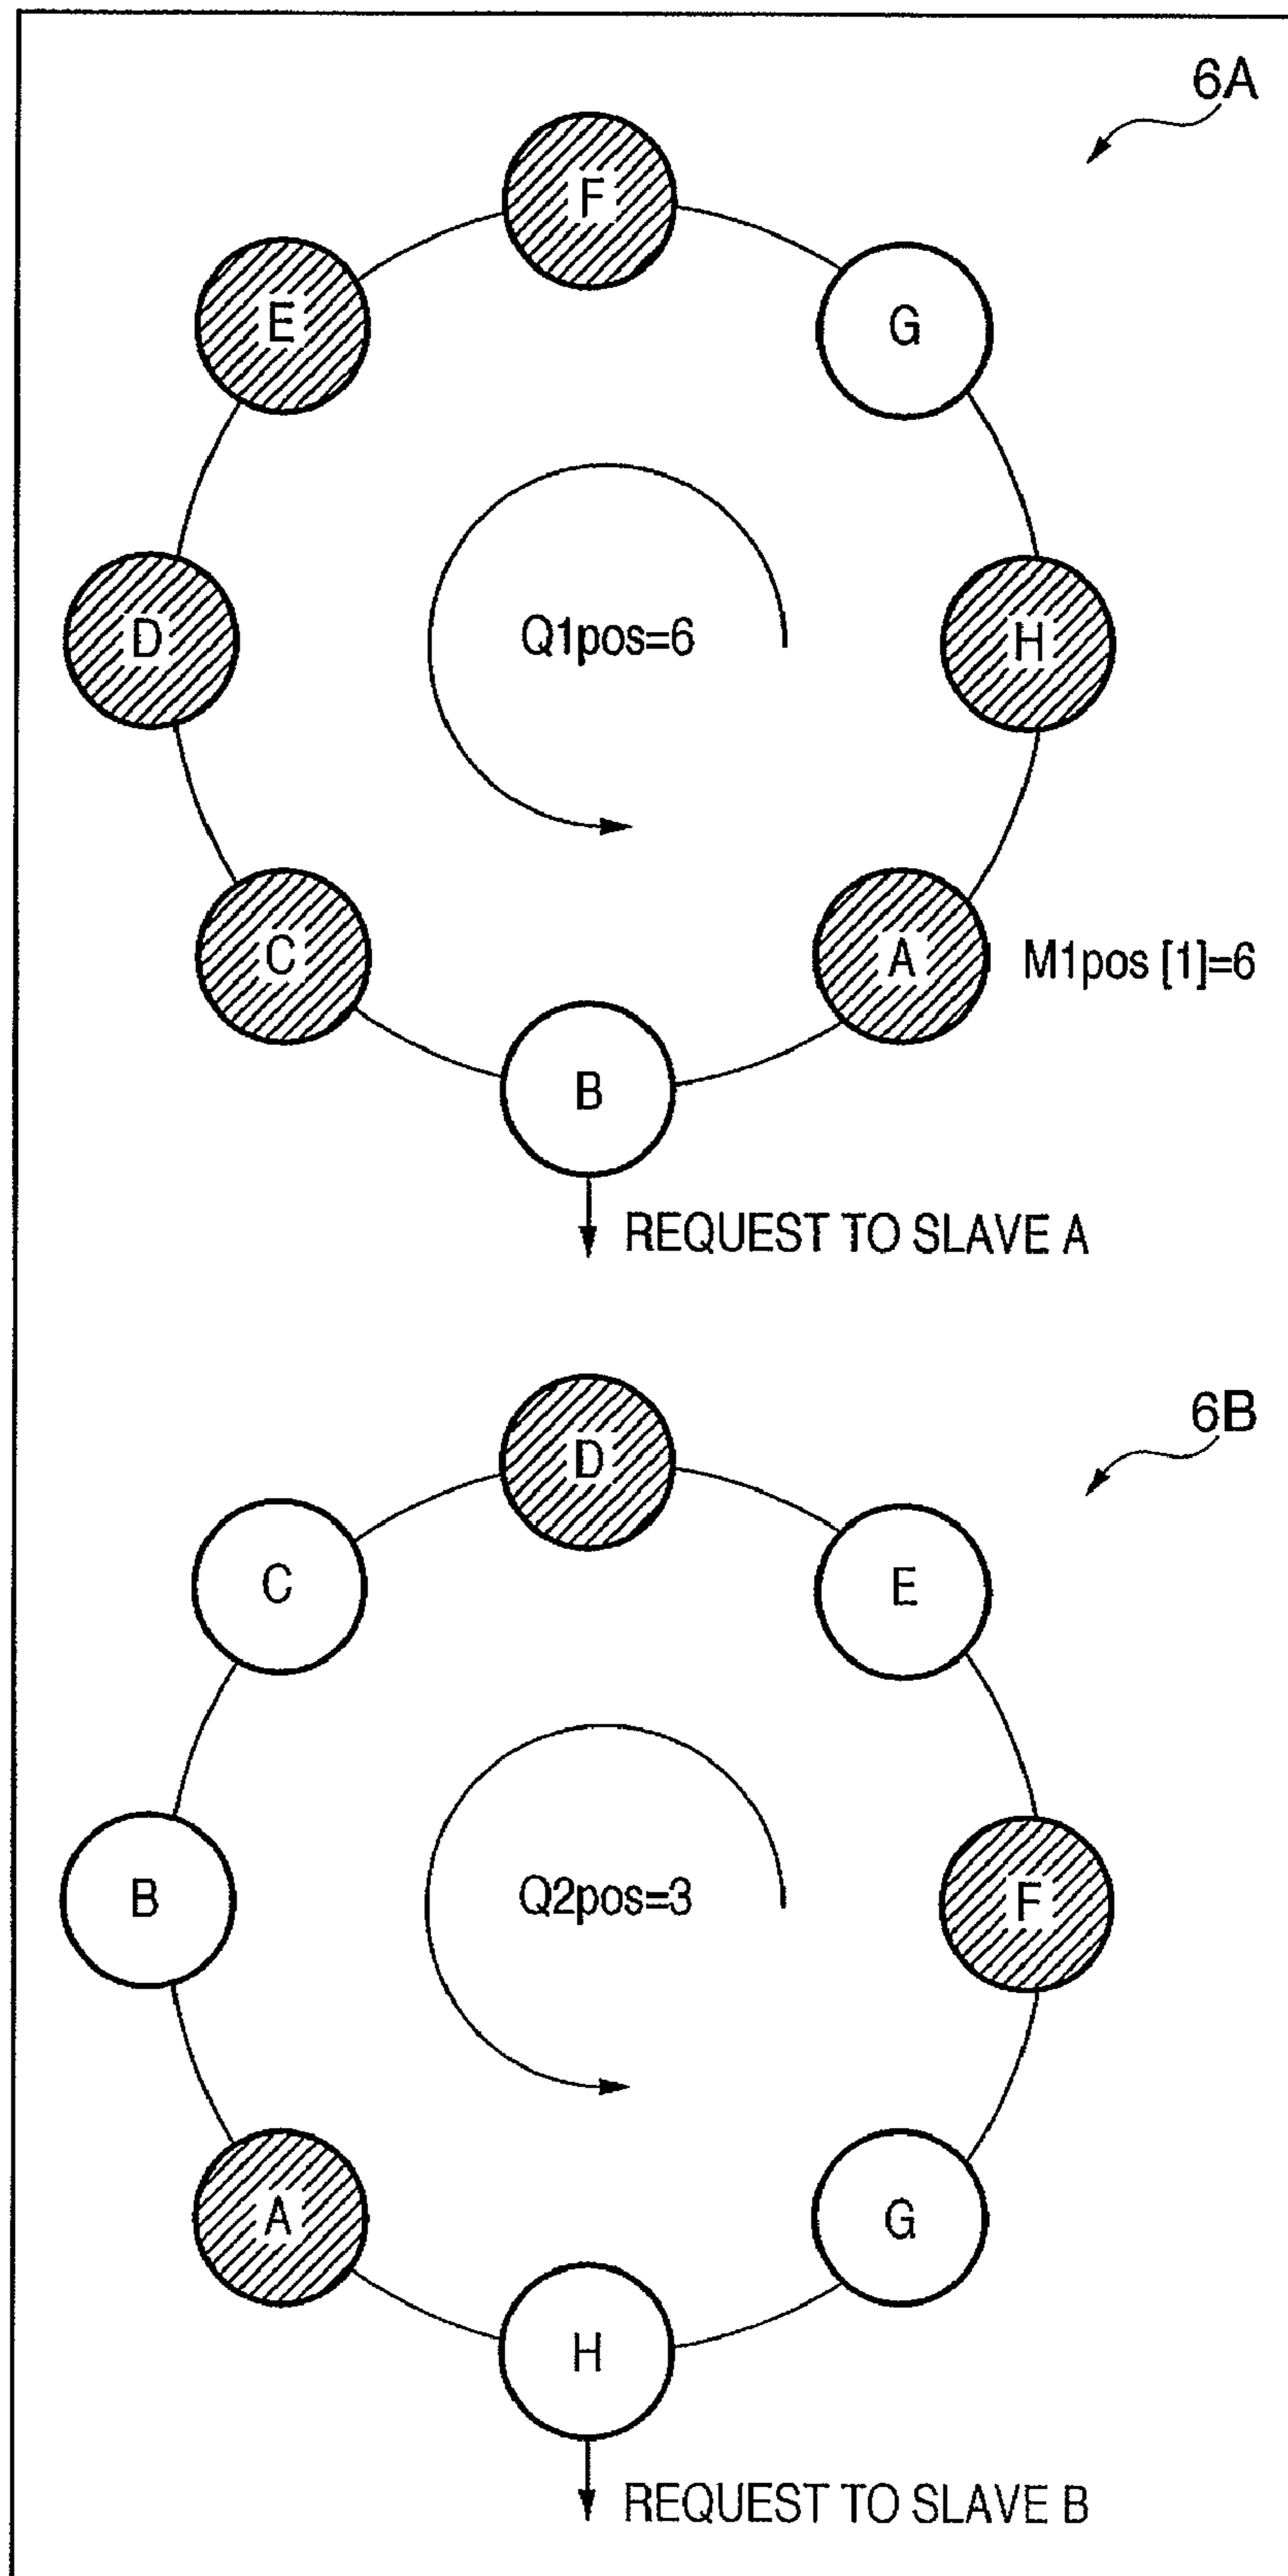 6A
F
E
G
Q1pos=6
D
H
C
A
M1pos [1]=6
B
REQUEST TO SLAVE A
6B
D
C
E
Q2pos=3
B
F
A
G
H
REQUEST TO SLAVE B